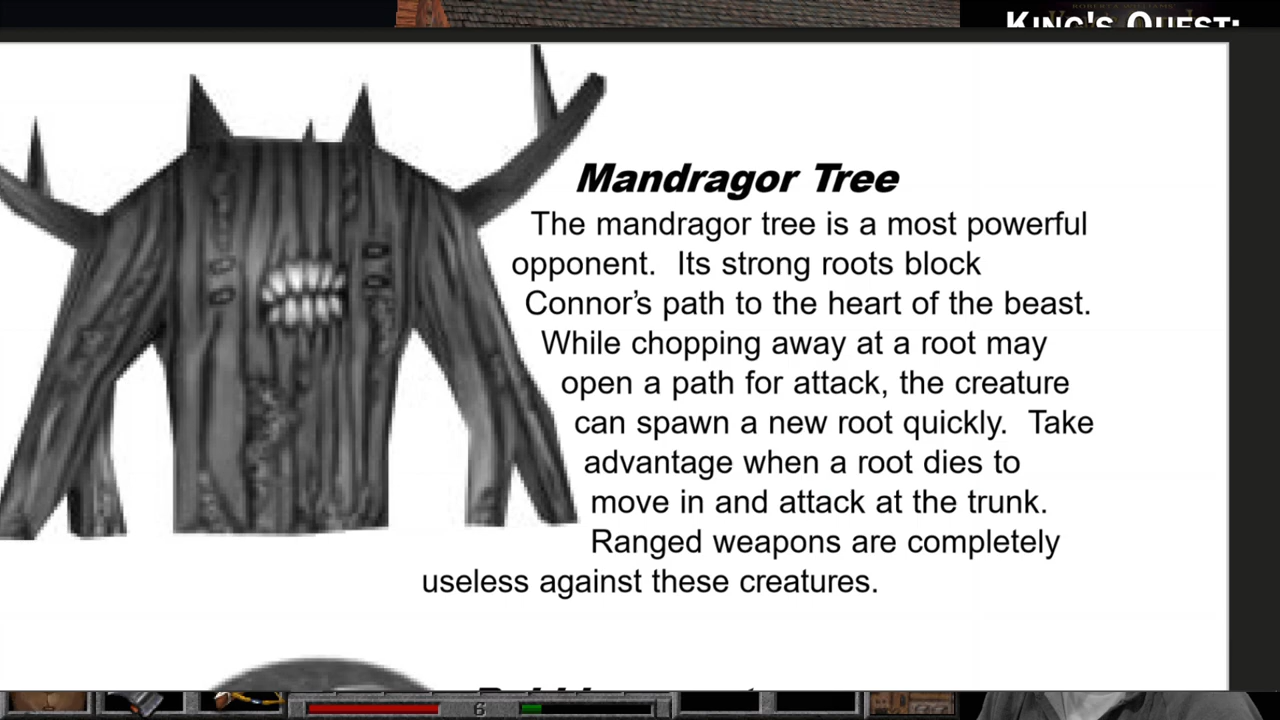 KING'S QUEST:
Mandragor Tree
The mandragor tree is a most powerful
opponent.  Its strong roots block
Connor’s path to the heart of the beast.
While chopping away at a root may
open a path for attack, the creature
can spawn a new root quickly.  Take
advantage when a root dies to
move in and attack at the trunk.
Ranged weapons are completely
useless against these creatures.
6